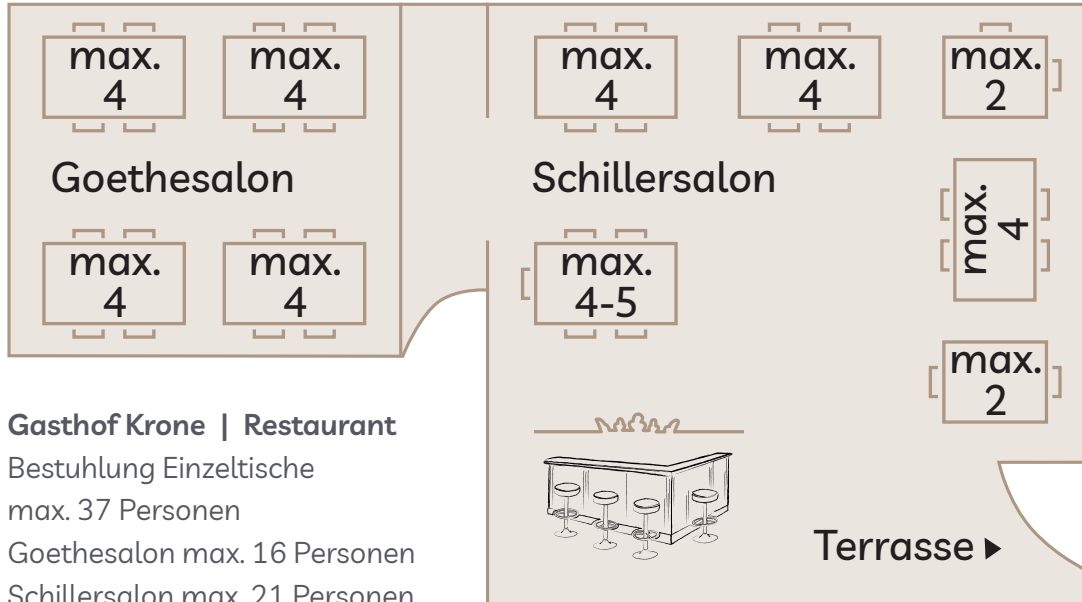 max.
4
max.
4
max.
4
max.
4
max.
2
Goethesalon
Schillersalon
max.
4
max.
4
max.
4
max.
4-5
max.
2
Gasthof Krone | Restaurant
Bestuhlung Einzeltische
max. 37 Personen
Goethesalon max. 16 Personen
Schillersalon max. 21 Personen
Terrasse